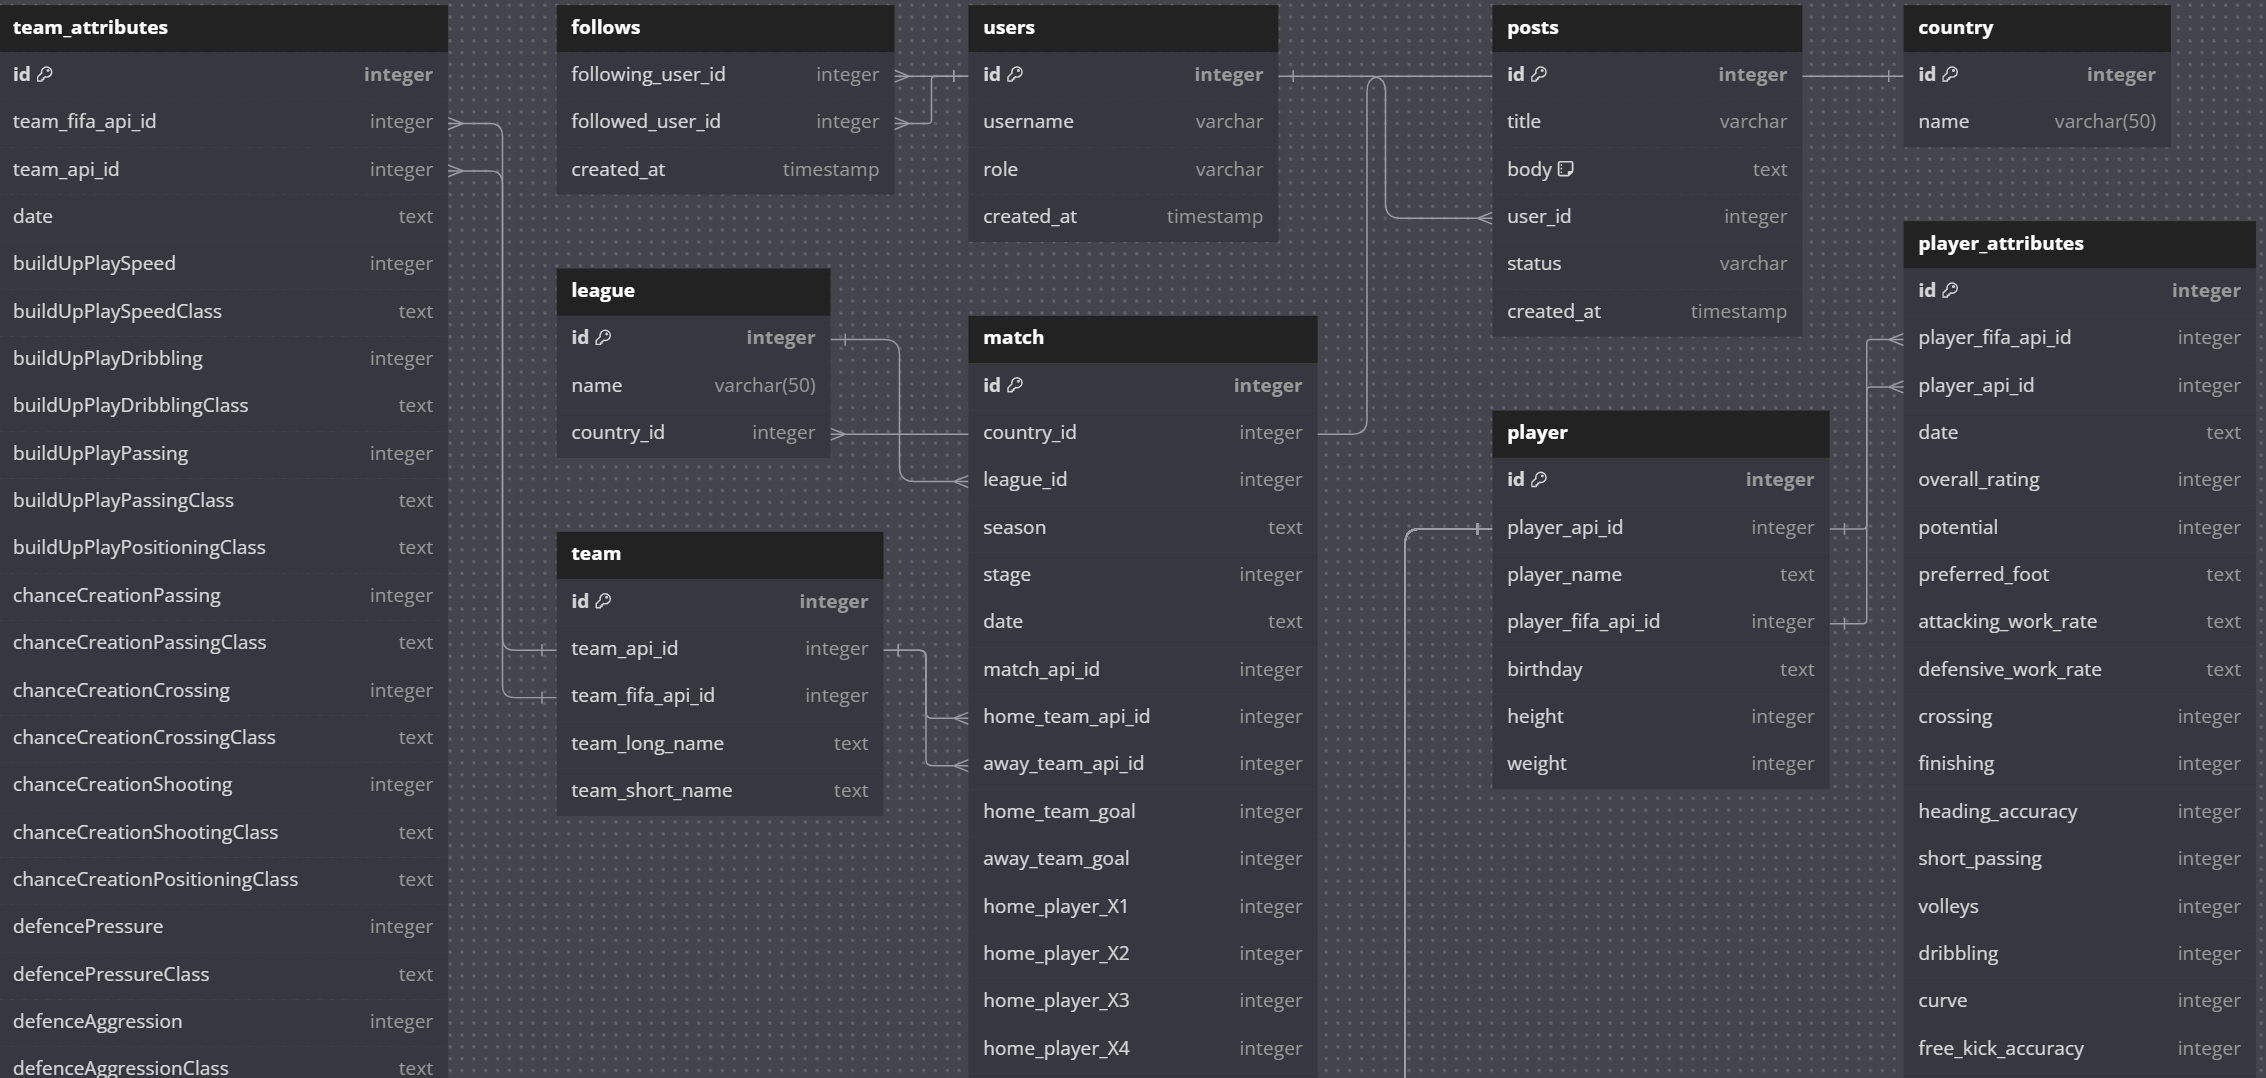 team_attributes
id integer
team_fifa_api_id integer
team_api_id integer
date text
buildUpPlaySpeed integer
buildUpPlaySpeedClass text
buildUpPlayDribbling integer
buildUpPlayDribblingClass text
buildUpPlayPassing integer
buildUpPlayPassingClass text
buildUpPlayPositioningClass text
chanceCreationPassing integer
chanceCreationPassingClass text
chanceCreationCrossing integer
chanceCreationCrossingClass text
chanceCreationShooting integer
chanceCreationShootingClass text
chanceCreationPositioningClass text
defencePressure integer
defencePressureClass text
defenceAggression integer
defenceAggressionClass text
follows
following_user_id integer
followed_user_id integer
created_at timestamp
league
id integer
name varchar(50)
country_id integer
team
id integer
team_api_id integer
team_fifa_api_id integer
team_long_name text
team_short_name text
users
id integer
username varchar
role varchar
created_at timestamp
match
id integer
country_id integer
league_id integer
season text
stage integer
date text
match_api_id integer
home_team_api_id integer
away_team_api_id integer
home_team_goal integer
away_team_goal integer
home_player_X1 integer
home_player_X2 integer
home_player_X3 integer
home_player_X4 integer
posts
id integer
title varchar
body text
user_id integer
status varchar
created_at timestamp
player
id integer
player_api_id integer
player_name text
player_fifa_api_id integer
birthday text
height integer
weight integer
country
id integer
name varchar(50)
player_attributes
id integer
player_fifa_api_id integer
player_api_id integer
date text
overall_rating integer
potential integer
preferred_foot text
attacking_work_rate text
defensive_work_rate text
crossing integer
finishing integer
heading_accuracy integer
short_passing integer
volleys integer
dribbling integer
curve integer
free_kick_accuracy integer